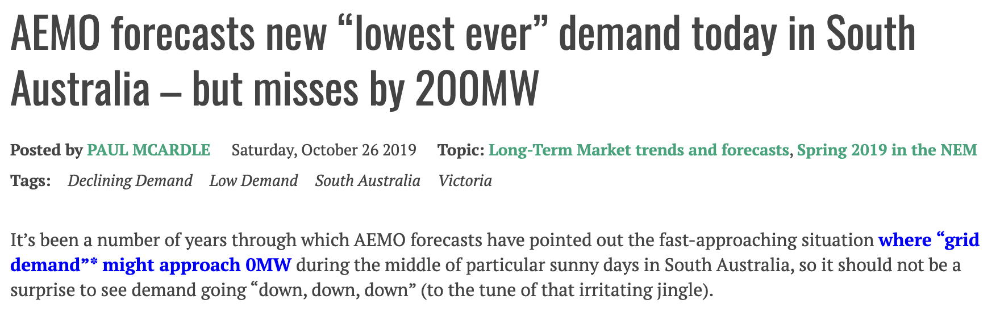 AEMO forecasts new “lowest ever” demand today in South
Australia – but misses by 200MW
Posted by PAUL MCARDLE Saturday, October 26 2019 Topic: Long-Term Market trends and forecasts, Spring 2019 in the NEM
Tags: Declining Demand Low Demand South Australia Victoria
It’s been a number of years through which AEMO forecasts have pointed out the fast-approaching situation where “grid
demand”* might approach 0MW during the middle of particular sunny days in South Australia, so it should not be a
surprise to see demand going “down, down, down” (to the tune of that irritating jingle).